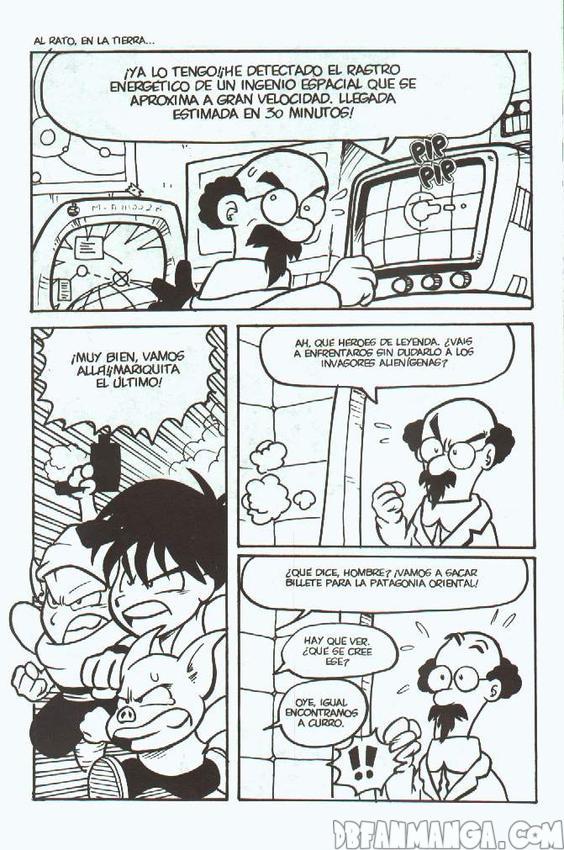 AL RATO, EN LA TIERRA...
¡YA LO TENGO!¡HE DETECTADO EL RASTRO
ENERGÉTICO DE UN INGENIO ESPACIAL QUE SE
APROXIMA A GRAN VELOCIDAD. LLEGADA
ESTIMADA EN 30 MINUTOS!
PIP
PIP
¡MUY BIEN, VAMOS
ALLÁ!¡MARIQUITA
EL ÚLTIMO!
AH, QUÉ HÉROES DE LEYENDA. ¿VAIS
A ENFRENTAROS SIN DUDARLO A LOS
INVASORES ALIENÍGENAS?
¿QUÉ DICE, HOMBRE? ¡VAMOS A SACAR
BILLETE PARA LA PATAGONIA ORIENTAL!
HAY QUE VER.
¿QUÉ SE CREE
ESE?
OYE, IGUAL
ENCONTRAMOS
A CURRO.
!!
DBFANMANGA.COM